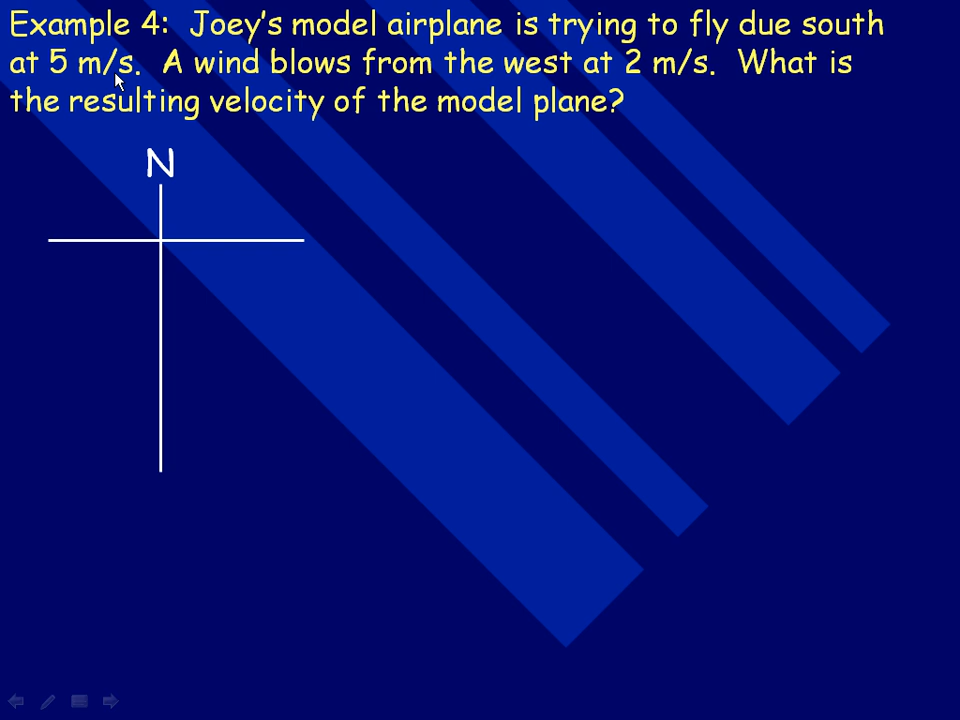 Example 4:  Joey's model airplane is trying to fly due south
at 5 m/s.  A wind blows from the west at 2 m/s.  What is
the resulting velocity of the model plane?
N